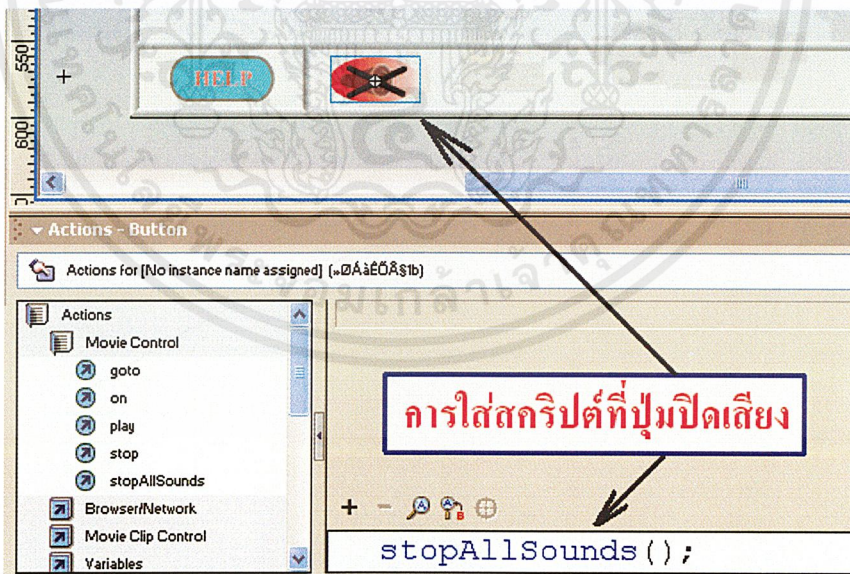 550
600
HELP
Actions - Button
Actions for [No instance name assigned] (»ØÁàÊÕÂ§1b)
Actions
Movie Control
goto
on
play
stop
stopAllSounds
Browser/Network
Movie Clip Control
Variables
การใส่สคริปต์ที่ปุ่มปิดเสียง
stopAllSounds();